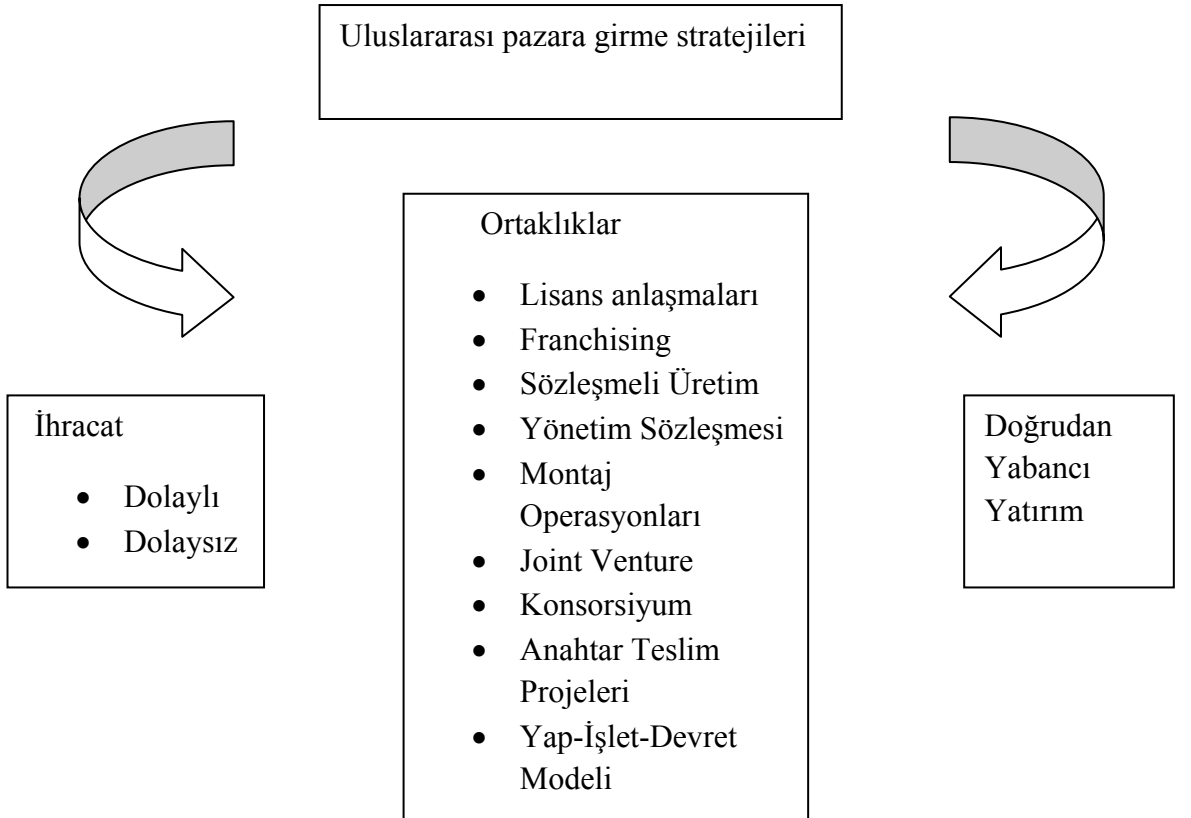 Uluslararası pazara girme stratejileri
Ortaklıklar
• Lisans anlaşmaları
• Franchising
• Sözleşmeli Üretim
• Yönetim Sözleşmesi
• Montaj
Operasyonları
• Joint Venture
• Konsorsiyum
• Anahtar Teslim
Projeleri
• Yap-İşlet-Devret
Modeli
İhracat
• Dolaylı
• Dolaysız
Doğrudan
Yabancı
Yatırım